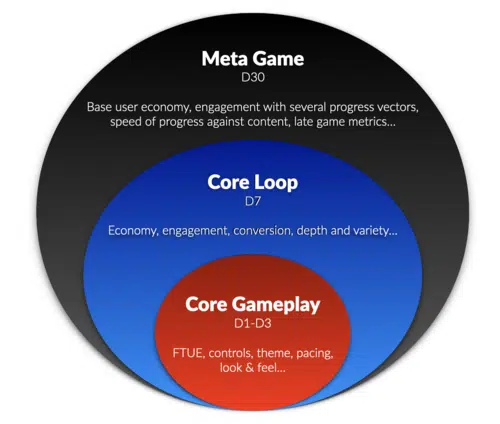 Meta Game
D30
Base user economy, engagement with several progress vectors,
speed of progress against content, late game metrics...
Core Loop
D7
Economy, engagement, conversion, depth and variety...
Core Gameplay
D1-D3
FTUE, controls, theme, pacing,
look & feel...